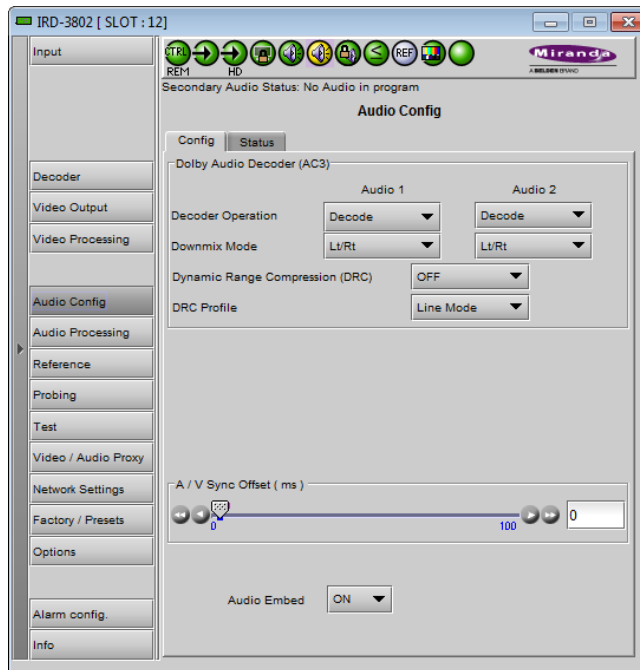 IRD-3802 [ SLOT : 12]
Input
Decoder
Video Output
Video Processing
Audio Config
Audio Processing
Reference
Probing
Test
Video / Audio Proxy
Network Settings
Factory / Presets
Options
Alarm config.
Info
CTRL
REF
REM HD
Miranda
A BELDEN BRAND
Secondary Audio Status: No Audio in program
Audio Config
Config Status
Dolby Audio Decoder (AC3)
Audio 1 Audio 2
Decoder Operation Decode Decode
Downmix Mode Lt/Rt Lt/Rt
Dynamic Range Compression (DRC) OFF
DRC Profile Line Mode
A / V Sync Offset ( ms )
0
0 100
Audio Embed ON